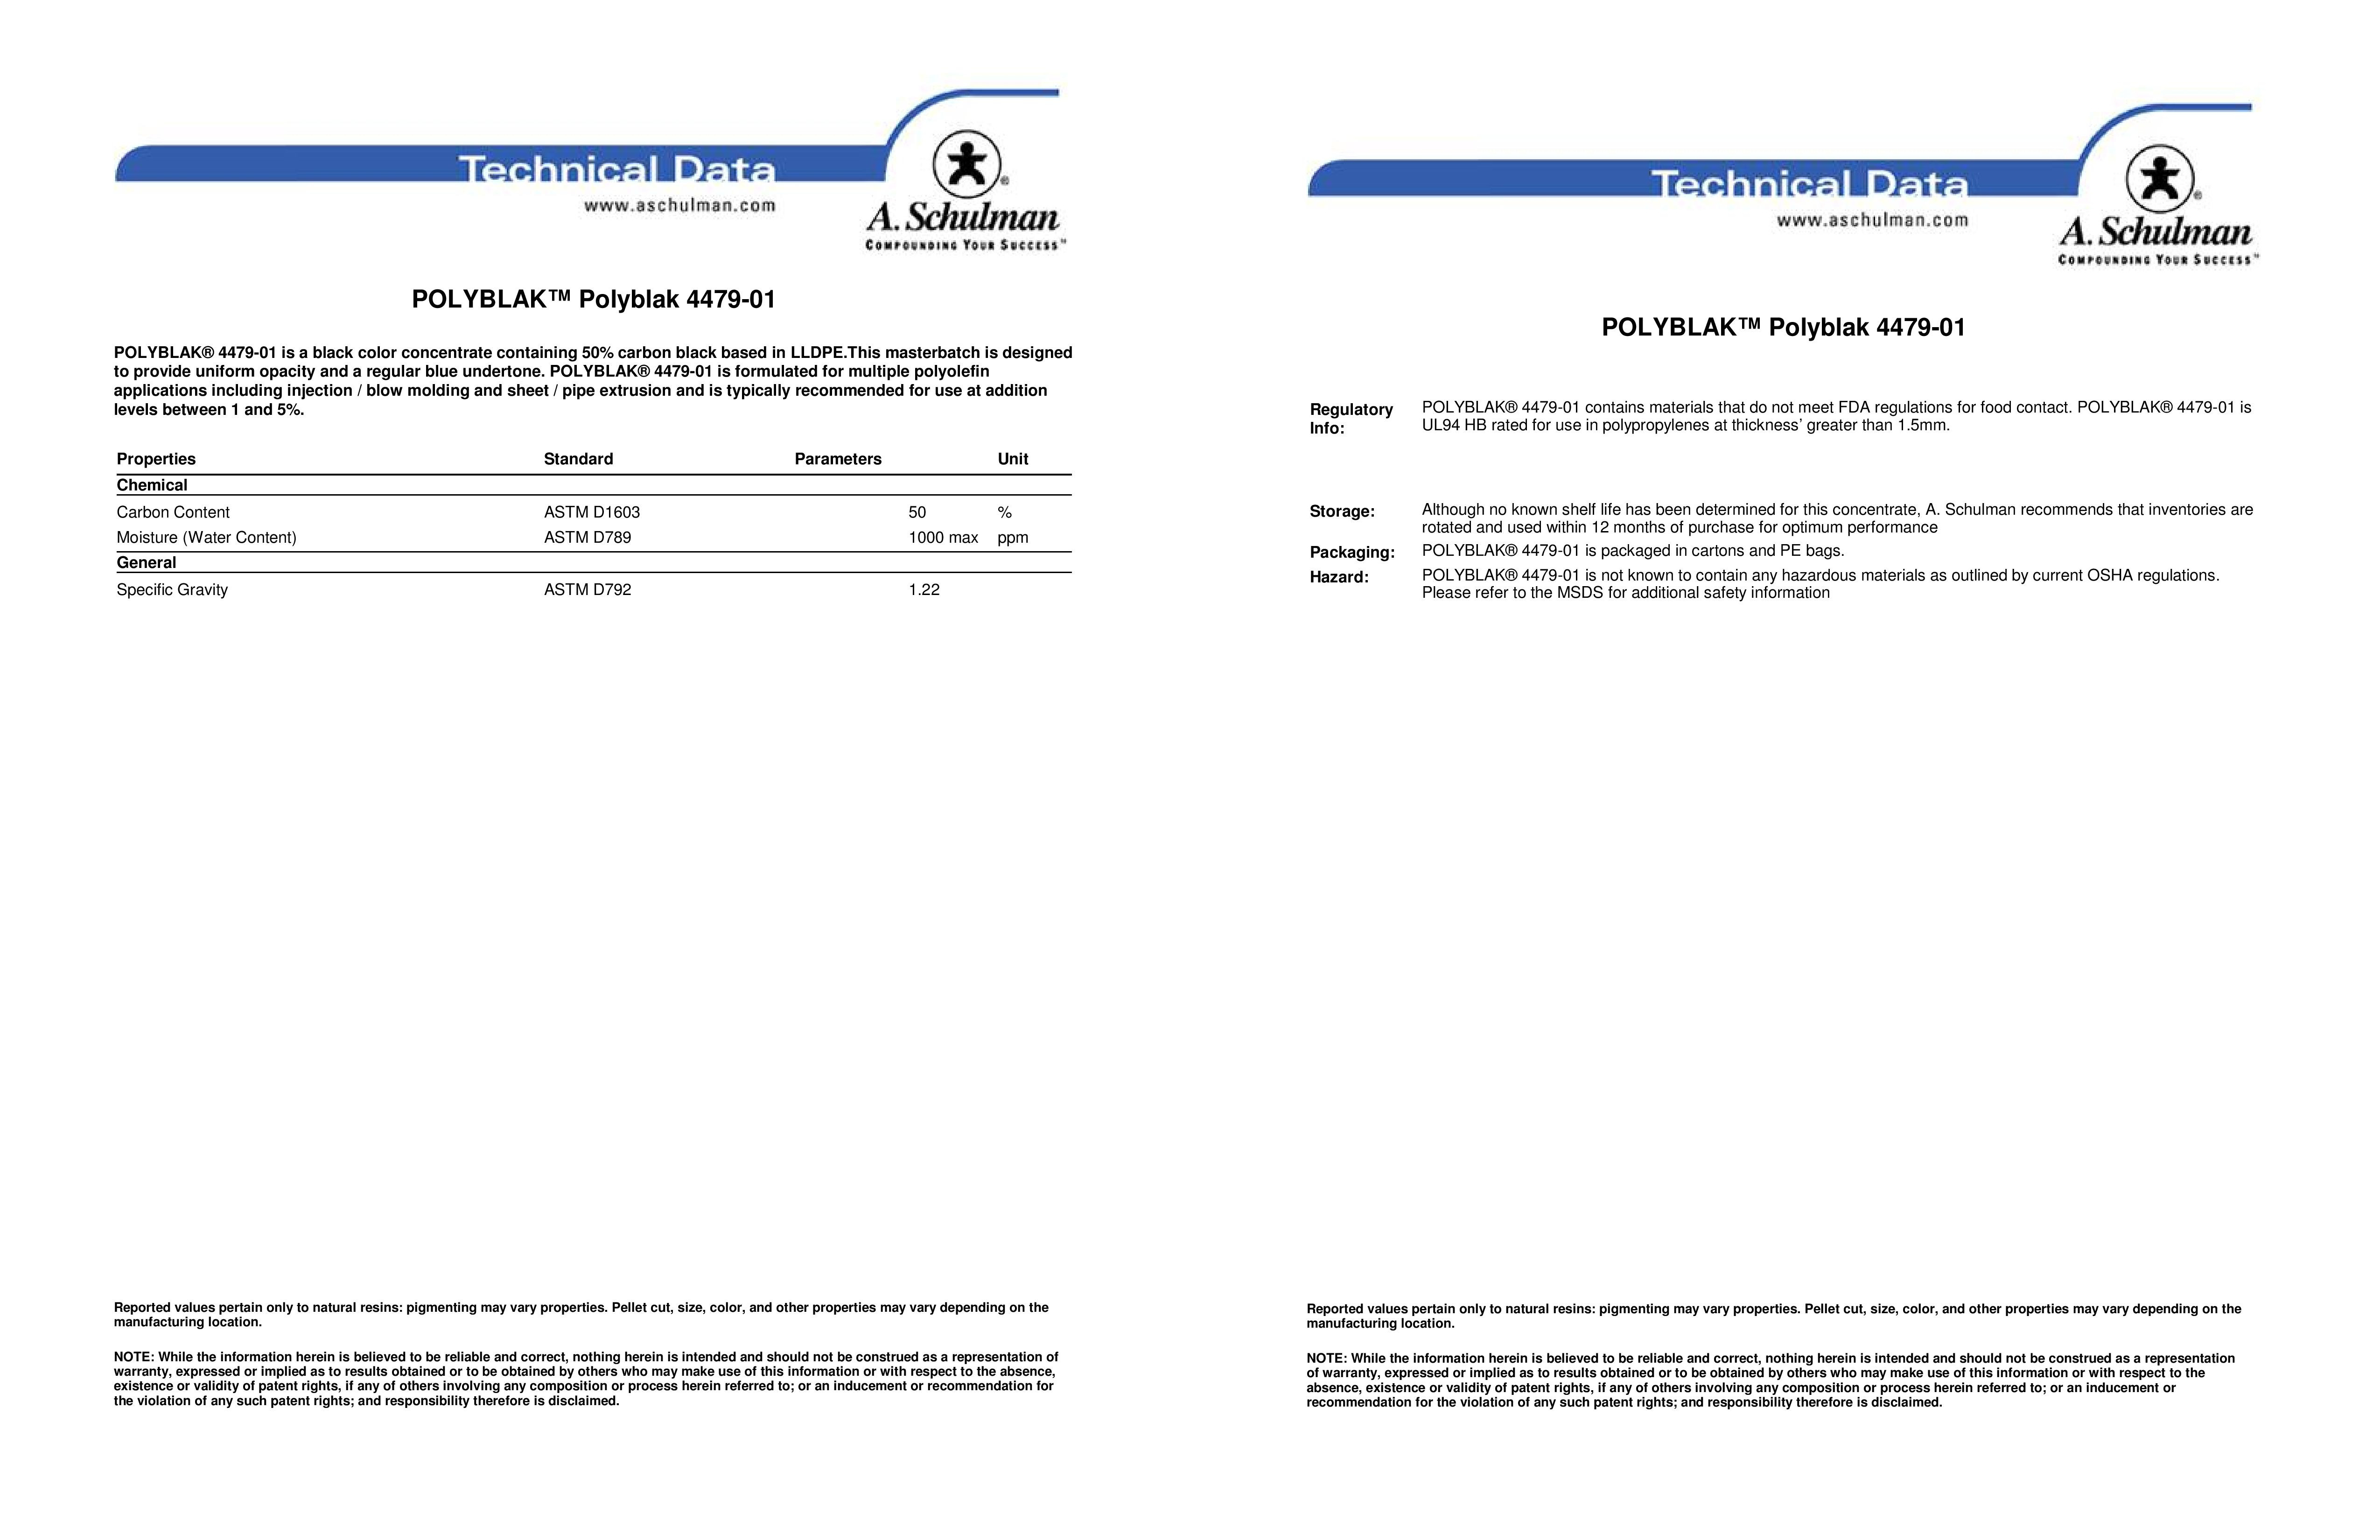 Technical Data
www.aschulman.com
®
A. Schulman
COMPOUNDING YOUR SUCCESS™
POLYBLAK™ Polyblak 4479-01
POLYBLAK® 4479-01 is a black color concentrate containing 50% carbon black based in LLDPE.This masterbatch is designed
to provide uniform opacity and a regular blue undertone. POLYBLAK® 4479-01 is formulated for multiple polyolefin
applications including injection / blow molding and sheet / pipe extrusion and is typically recommended for use at addition
levels between 1 and 5%.
Properties Standard Parameters Unit
Chemical
Carbon Content ASTM D1603 50 %
Moisture (Water Content) ASTM D789 1000 max ppm
General
Specific Gravity ASTM D792 1.22
Reported values pertain only to natural resins: pigmenting may vary properties. Pellet cut, size, color, and other properties may vary depending on the
manufacturing location.
NOTE: While the information herein is believed to be reliable and correct, nothing herein is intended and should not be construed as a representation of
warranty, expressed or implied as to results obtained or to be obtained by others who may make use of this information or with respect to the absence,
existence or validity of patent rights, if any of others involving any composition or process herein referred to; or an inducement or recommendation for
the violation of any such patent rights; and responsibility therefore is disclaimed.
Technical Data
www.aschulman.com
®
A. Schulman
COMPOUNDING YOUR SUCCESS™
POLYBLAK™ Polyblak 4479-01
Regulatory Info: POLYBLAK® 4479-01 contains materials that do not meet FDA regulations for food contact. POLYBLAK® 4479-01 is
UL94 HB rated for use in polypropylenes at thickness’ greater than 1.5mm.
Storage: Although no known shelf life has been determined for this concentrate, A. Schulman recommends that inventories are
rotated and used within 12 months of purchase for optimum performance
Packaging: POLYBLAK® 4479-01 is packaged in cartons and PE bags.
Hazard: POLYBLAK® 4479-01 is not known to contain any hazardous materials as outlined by current OSHA regulations.
Please refer to the MSDS for additional safety information
Reported values pertain only to natural resins: pigmenting may vary properties. Pellet cut, size, color, and other properties may vary depending on the
manufacturing location.
NOTE: While the information herein is believed to be reliable and correct, nothing herein is intended and should not be construed as a representation
of warranty, expressed or implied as to results obtained or to be obtained by others who may make use of this information or with respect to the
absence, existence or validity of patent rights, if any of others involving any composition or process herein referred to; or an inducement or
recommendation for the violation of any such patent rights; and responsibility therefore is disclaimed.